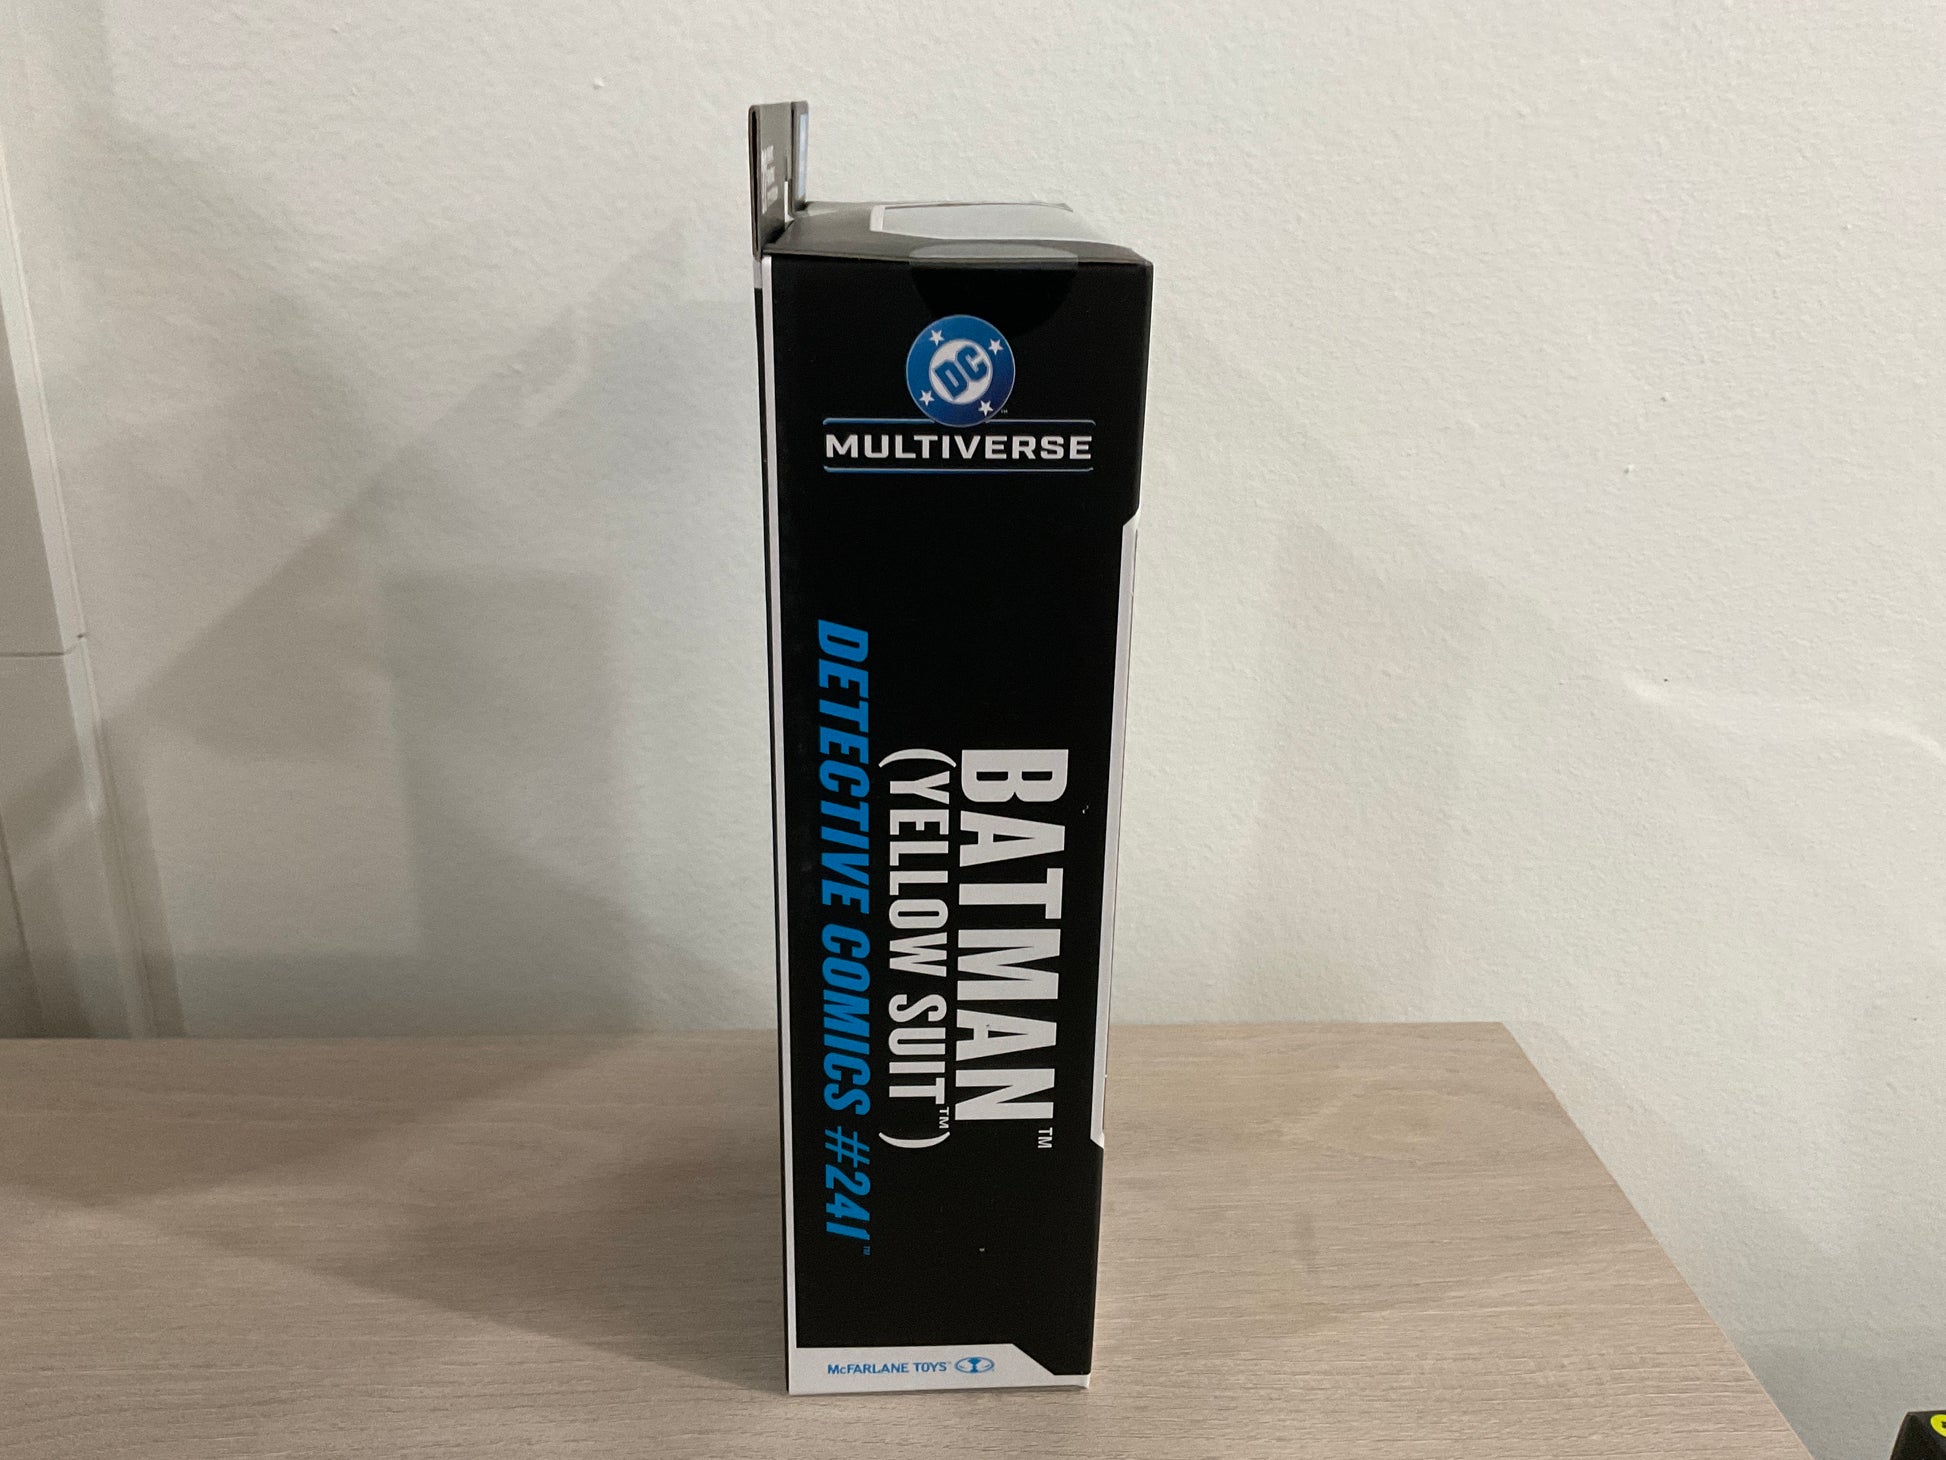 DC
MULTIVERSE
BATMAN™
(YELLOW SUIT™)
DETECTIVE COMICS #241™
McFARLANE TOYS